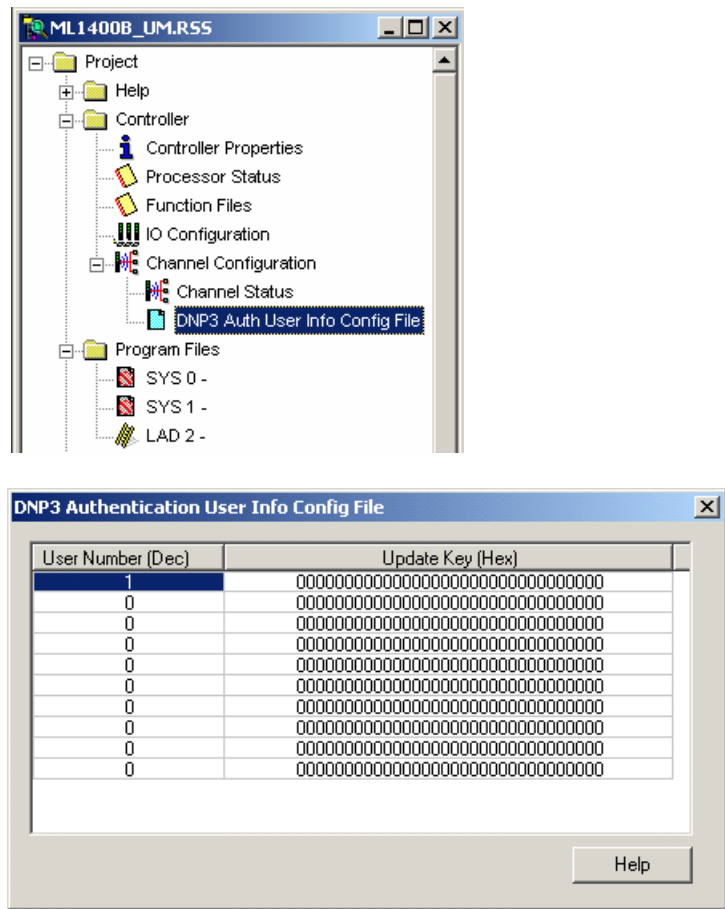 ML1400B_UM.RSS
Project
Help
Controller
Controller Properties
Processor Status
Function Files
IO Configuration
Channel Configuration
Channel Status
DNP3 Auth User Info Config File
Program Files
SYS 0 -
SYS 1 -
LAD 2 -
DNP3 Authentication User Info Config File
User Number (Dec) Update Key (Hex)
1 00000000000000000000000000000000
0 00000000000000000000000000000000
0 00000000000000000000000000000000
0 00000000000000000000000000000000
0 00000000000000000000000000000000
0 00000000000000000000000000000000
0 00000000000000000000000000000000
0 00000000000000000000000000000000
0 00000000000000000000000000000000
0 00000000000000000000000000000000
Help